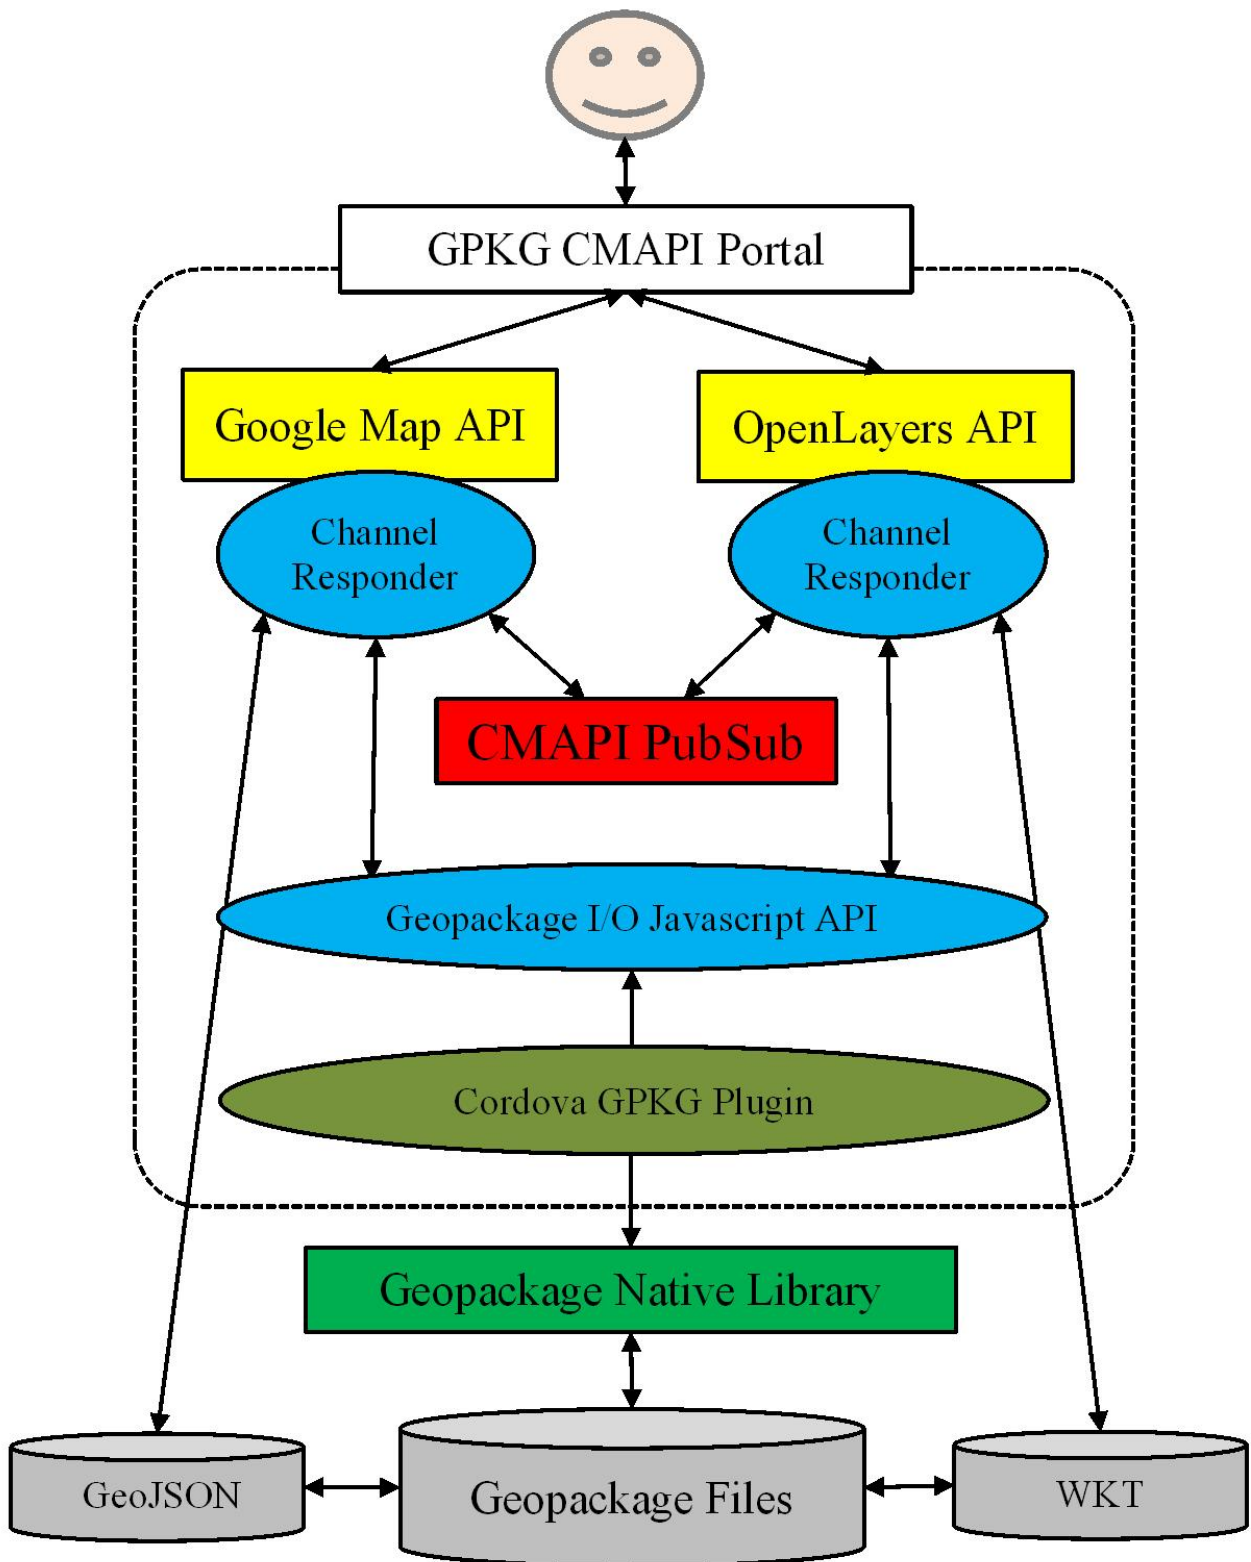 GPKG CMAPI Portal
Google Map API
OpenLayers API
Channel
Responder
Channel
Responder
CMAPI PubSub
Geopackage I/O Javascript API
Cordova GPKG Plugin
Geopackage Native Library
GeoJSON
Geopackage Files
WKT